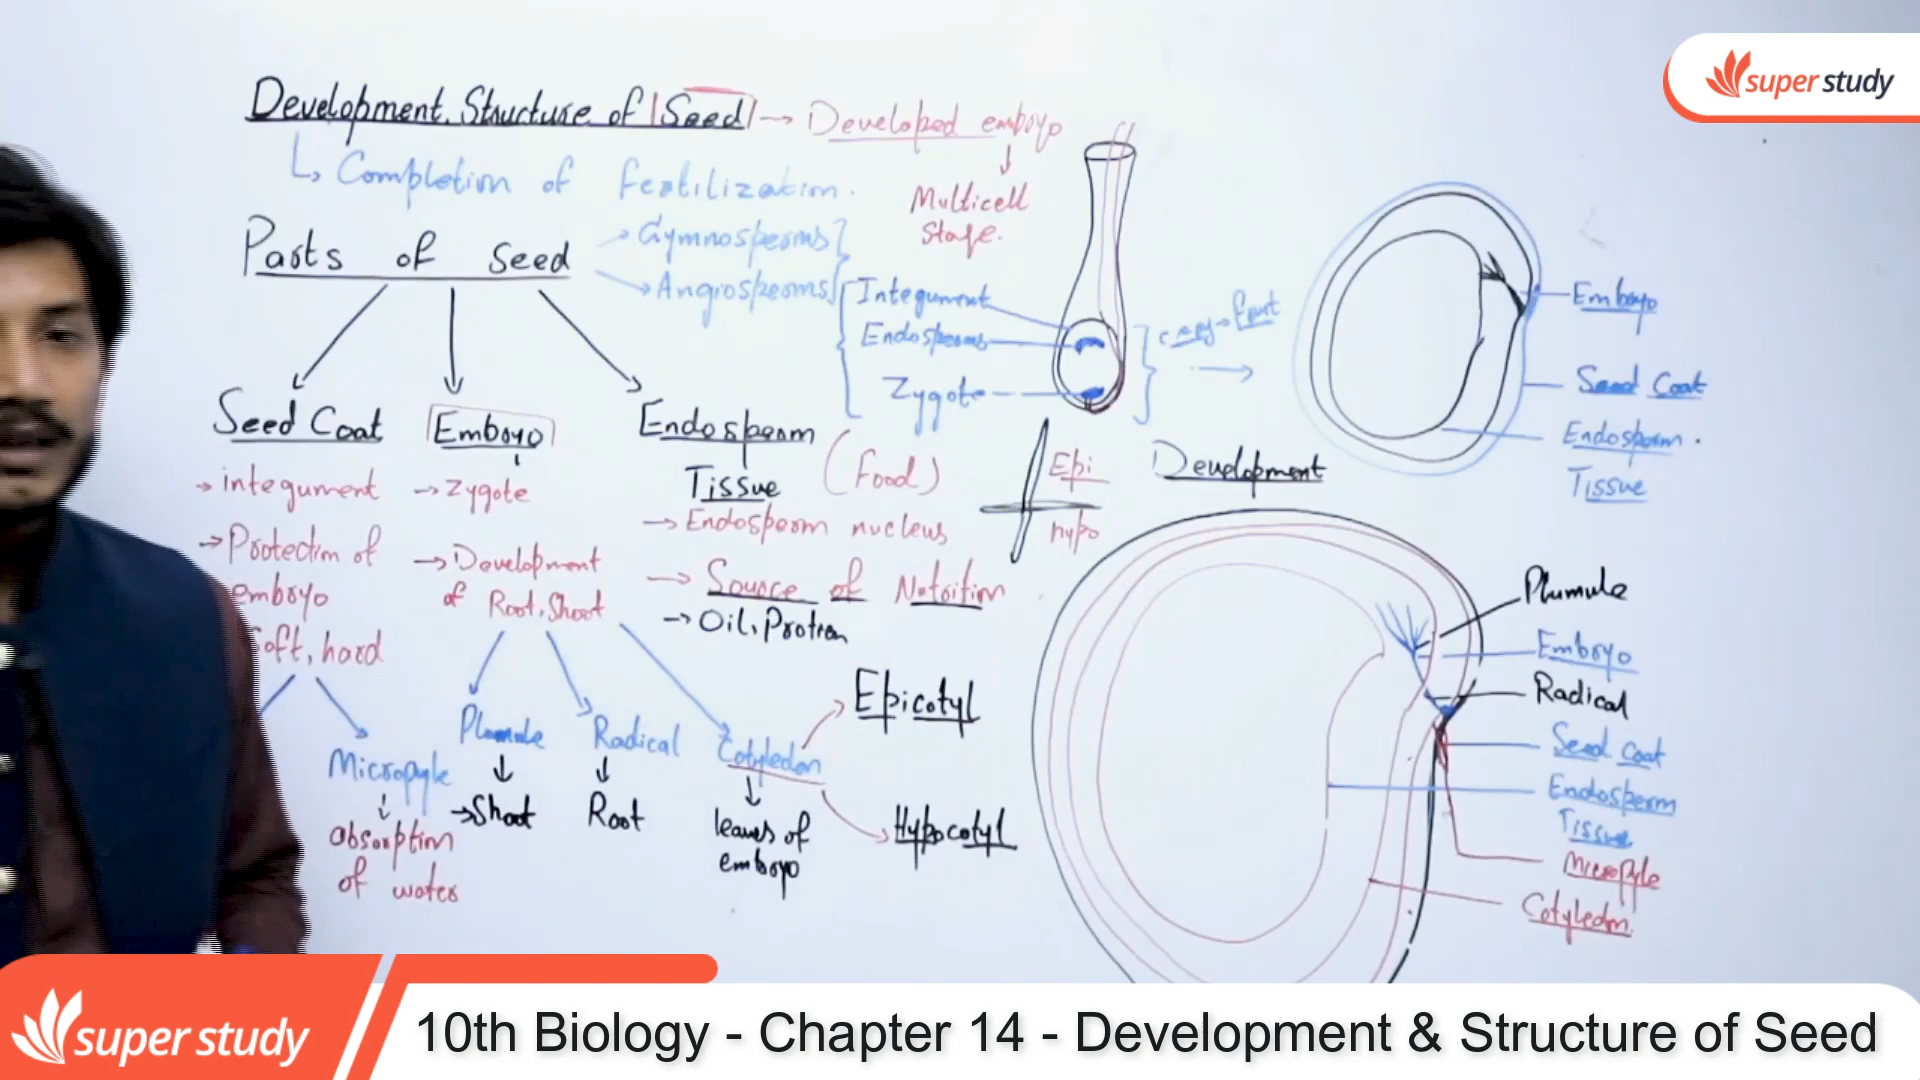 super study
Development, Structure of Seed → Developed embryo
↳ Completion of fertilization.
Multicell
Stage.
Parts of Seed
→ Gymnosperms
→ Angiosperms
Integument
Endosperms
Zygote
Fruit
Embryo
Seed Coat
Endosperm.
Tissue
Seed Coat
→ integument
→ Protection of
embryo
Soft, hard
Micropyle
absorption
of water
Embryo
→ Zygote
→ Development
of Root, Shoot
Plumule
→ Shoot
Radical
Root
Cotyledon
leaves of
embryo
Epicotyl
Hypocotyl
Endosperm
Tissue
(Food)
→ Endosperm nucleus
→ Source of Nutrition
→ Oil, Protien
Epi
hypo
Development
Plumule
Embryo
Radical
Seed Coat
Endosperm
Tissue
Micropyle
Cotyledon.
super study
10th Biology - Chapter 14 - Development & Structure of Seed